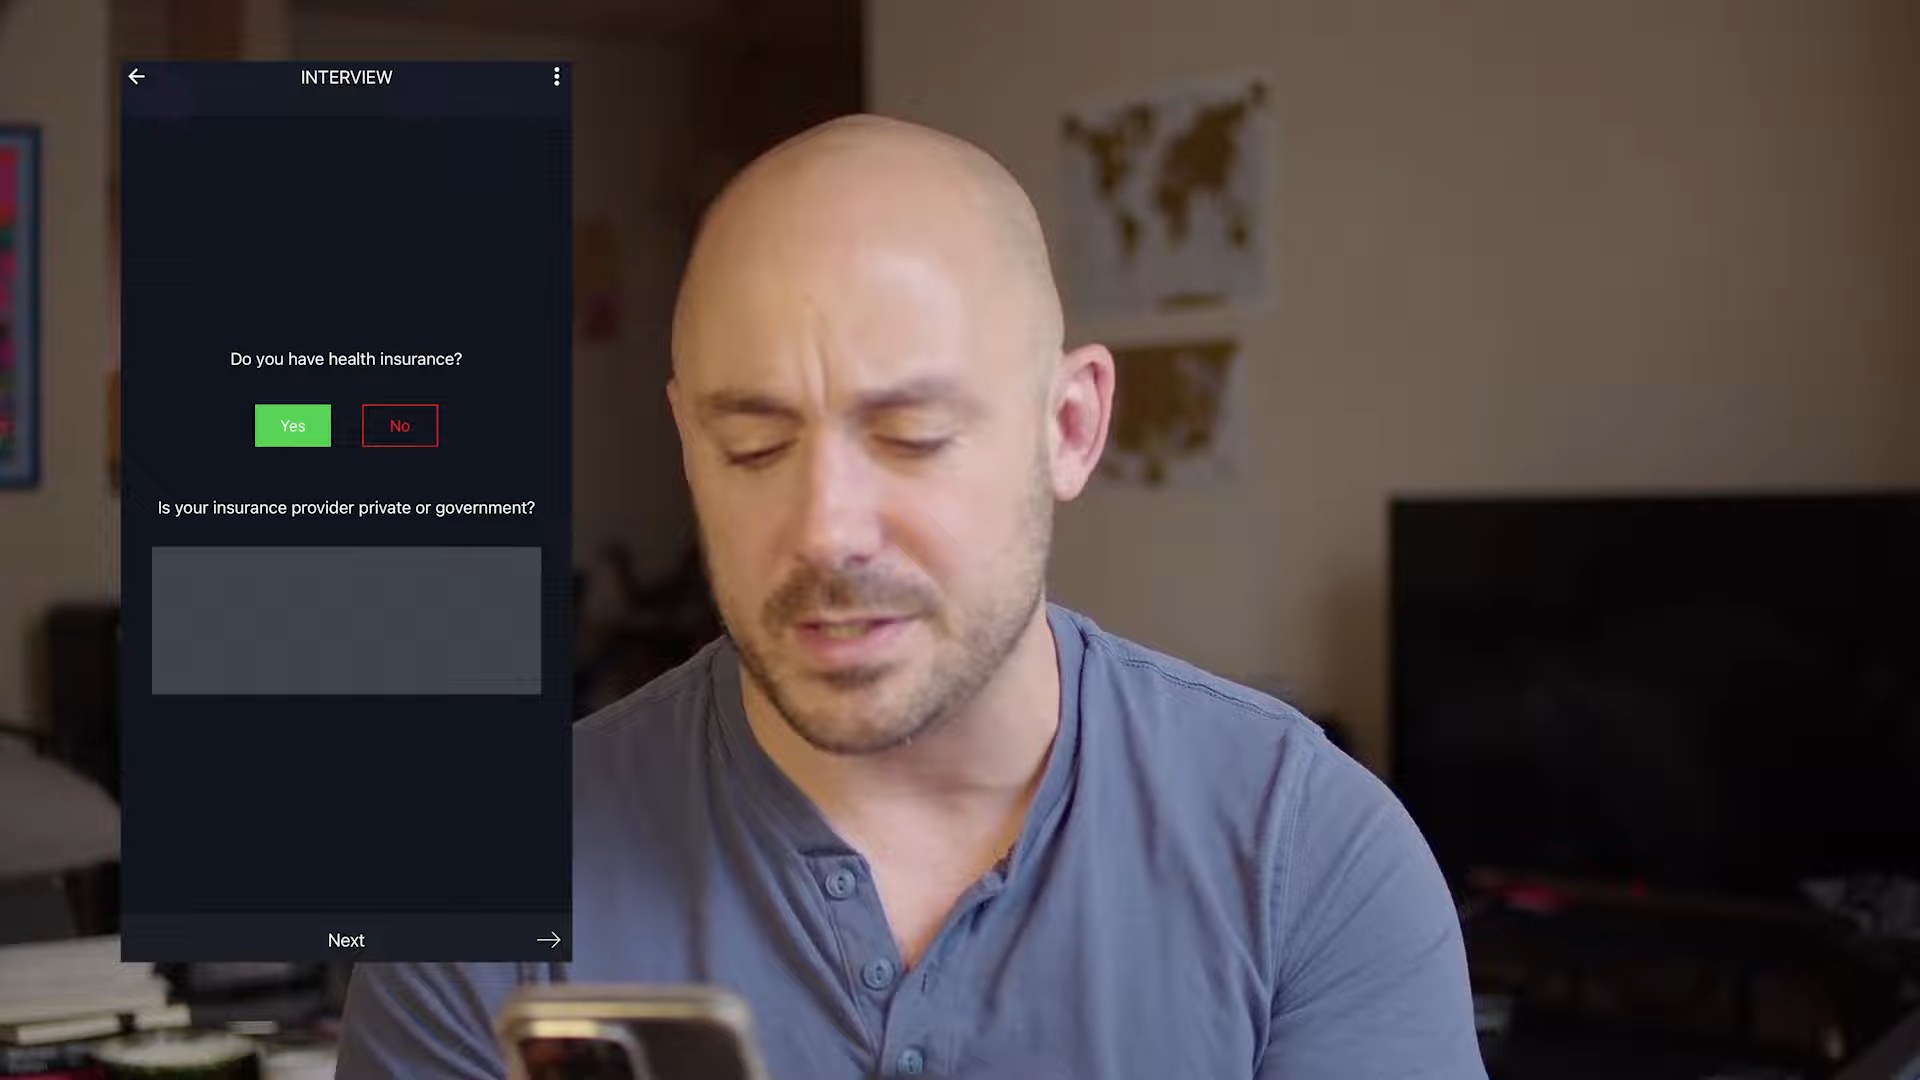 INTERVIEW
Do you have health insurance?
Yes
No
Is your insurance provider private or government?
Next